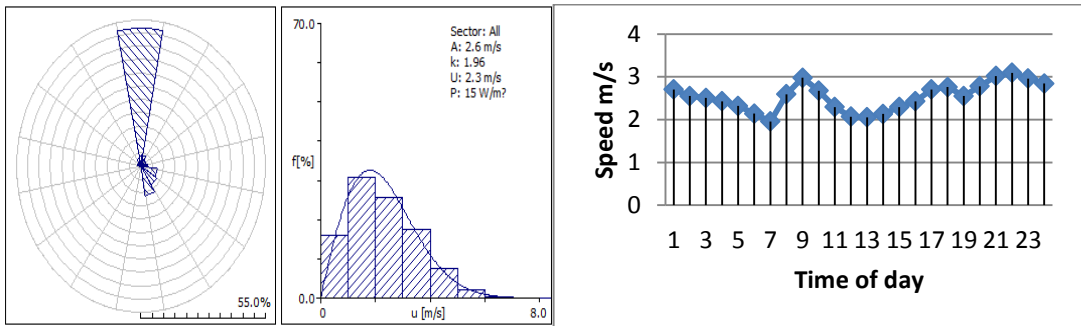 55.0%
70.0
Sector: All
A: 2.6 m/s
k: 1.96
U: 2.3 m/s
P: 15 W/m?
f[%]
0.0
0 u [m/s] 8.0
Speed m/s
4
3
2
1
0
1 3 5 7 9 11 13 15 17 19 21 23
Time of day